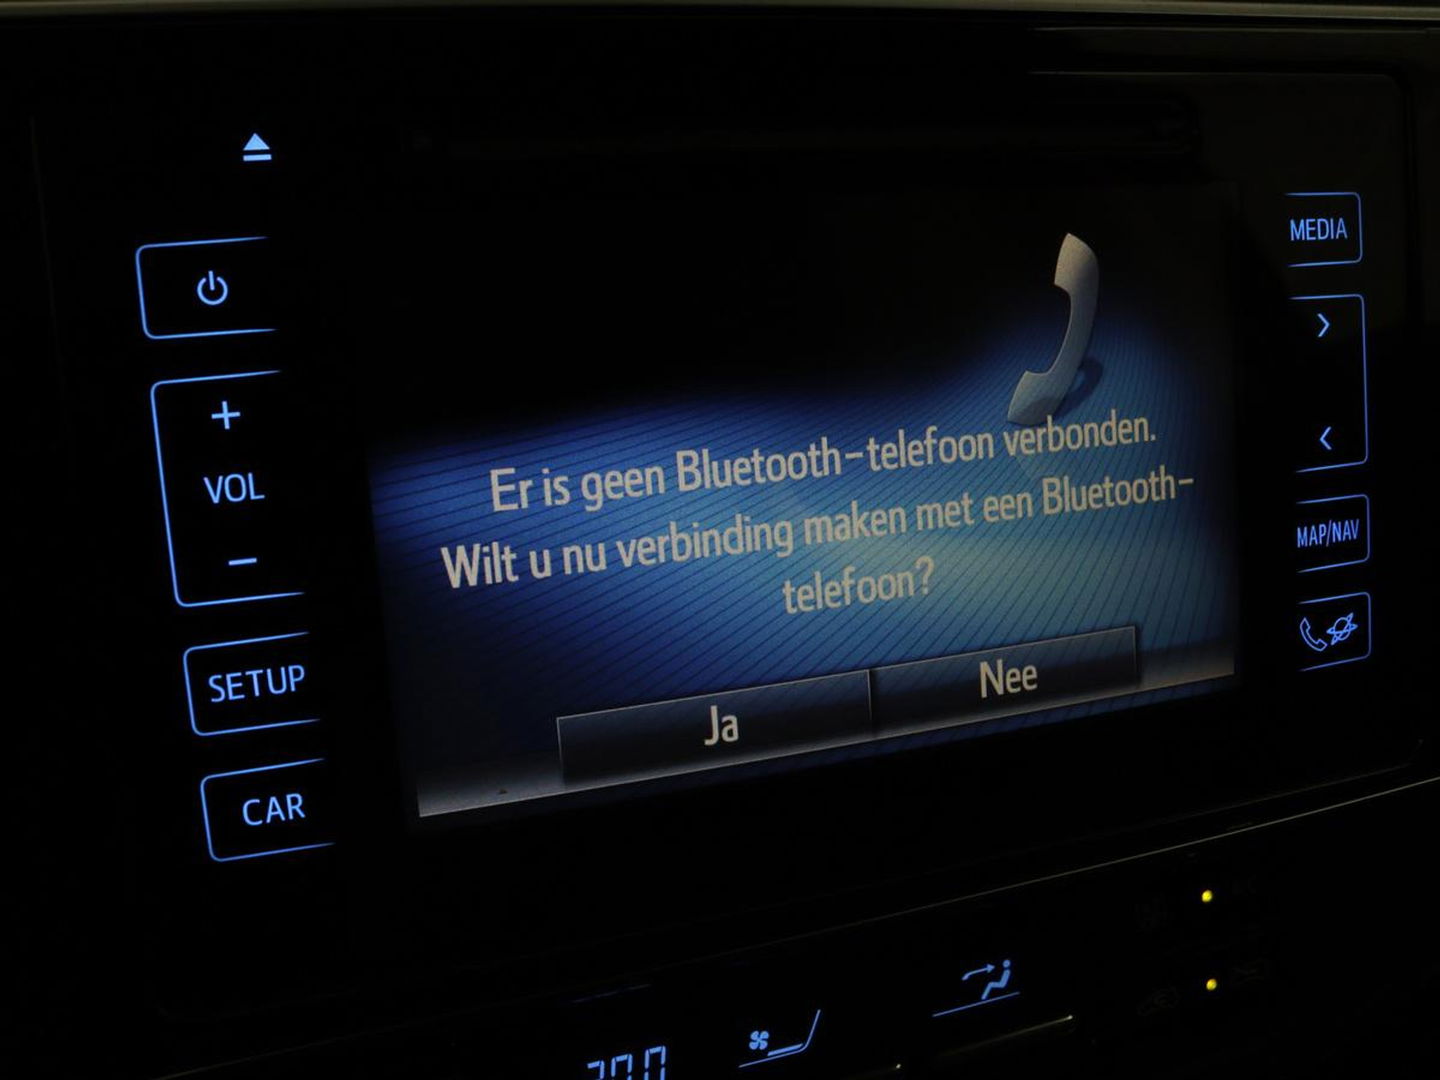 MEDIA
VOL
Er is geen Bluetooth-telefoon verbonden.
Wilt u nu verbinding maken met een Bluetooth-
telefoon?
MAP/NAV
SETUP
Ja
Nee
CAR